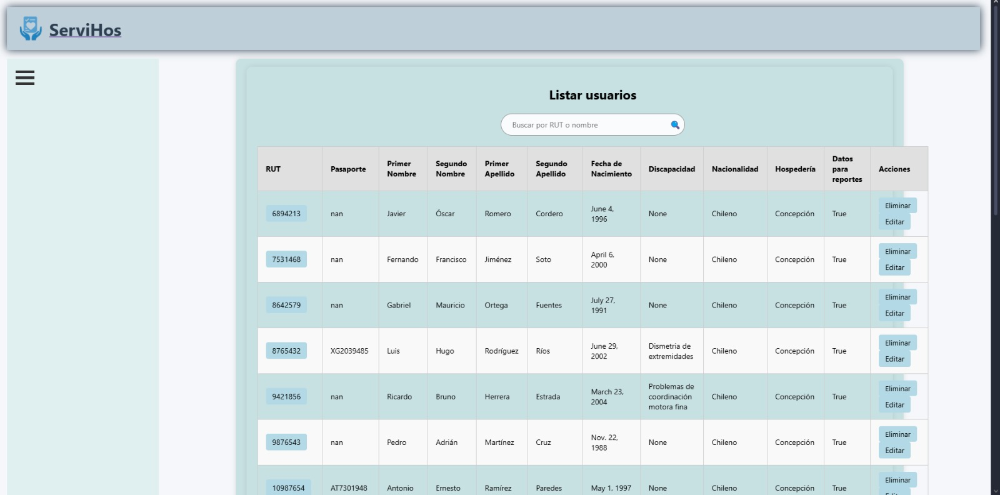 ServiHos
Listar usuarios
Buscar por RUT o nombre
RUT Pasaporte Primer Nombre Segundo Nombre Primer Apellido Segundo Apellido Fecha de Nacimiento Discapacidad Nacionalidad Hospedería Datos para reportes Acciones
6894213 nan Javier Óscar Romero Cordero June 4, 1996 None Chileno Concepción True Eliminar Editar
7531468 nan Fernando Francisco Jiménez Soto April 6, 2000 None Chileno Concepción True Eliminar Editar
8642579 nan Gabriel Mauricio Ortega Fuentes July 27, 1991 None Chileno Concepción True Eliminar Editar
8765432 XG2039485 Luis Hugo Rodríguez Ríos June 29, 2002 Dismetria de extremidades Chileno Concepción True Eliminar Editar
9421856 nan Ricardo Bruno Herrera Estrada March 23, 2004 Problemas de coordinación motora fina Chileno Concepción True Eliminar Editar
9876543 nan Pedro Adrián Martínez Cruz Nov. 22, 1988 None Chileno Concepción True Eliminar Editar
10987654 AT7301948 Antonio Ernesto Ramírez Paredes May 1, 1997 None Chileno Concepción True Eliminar